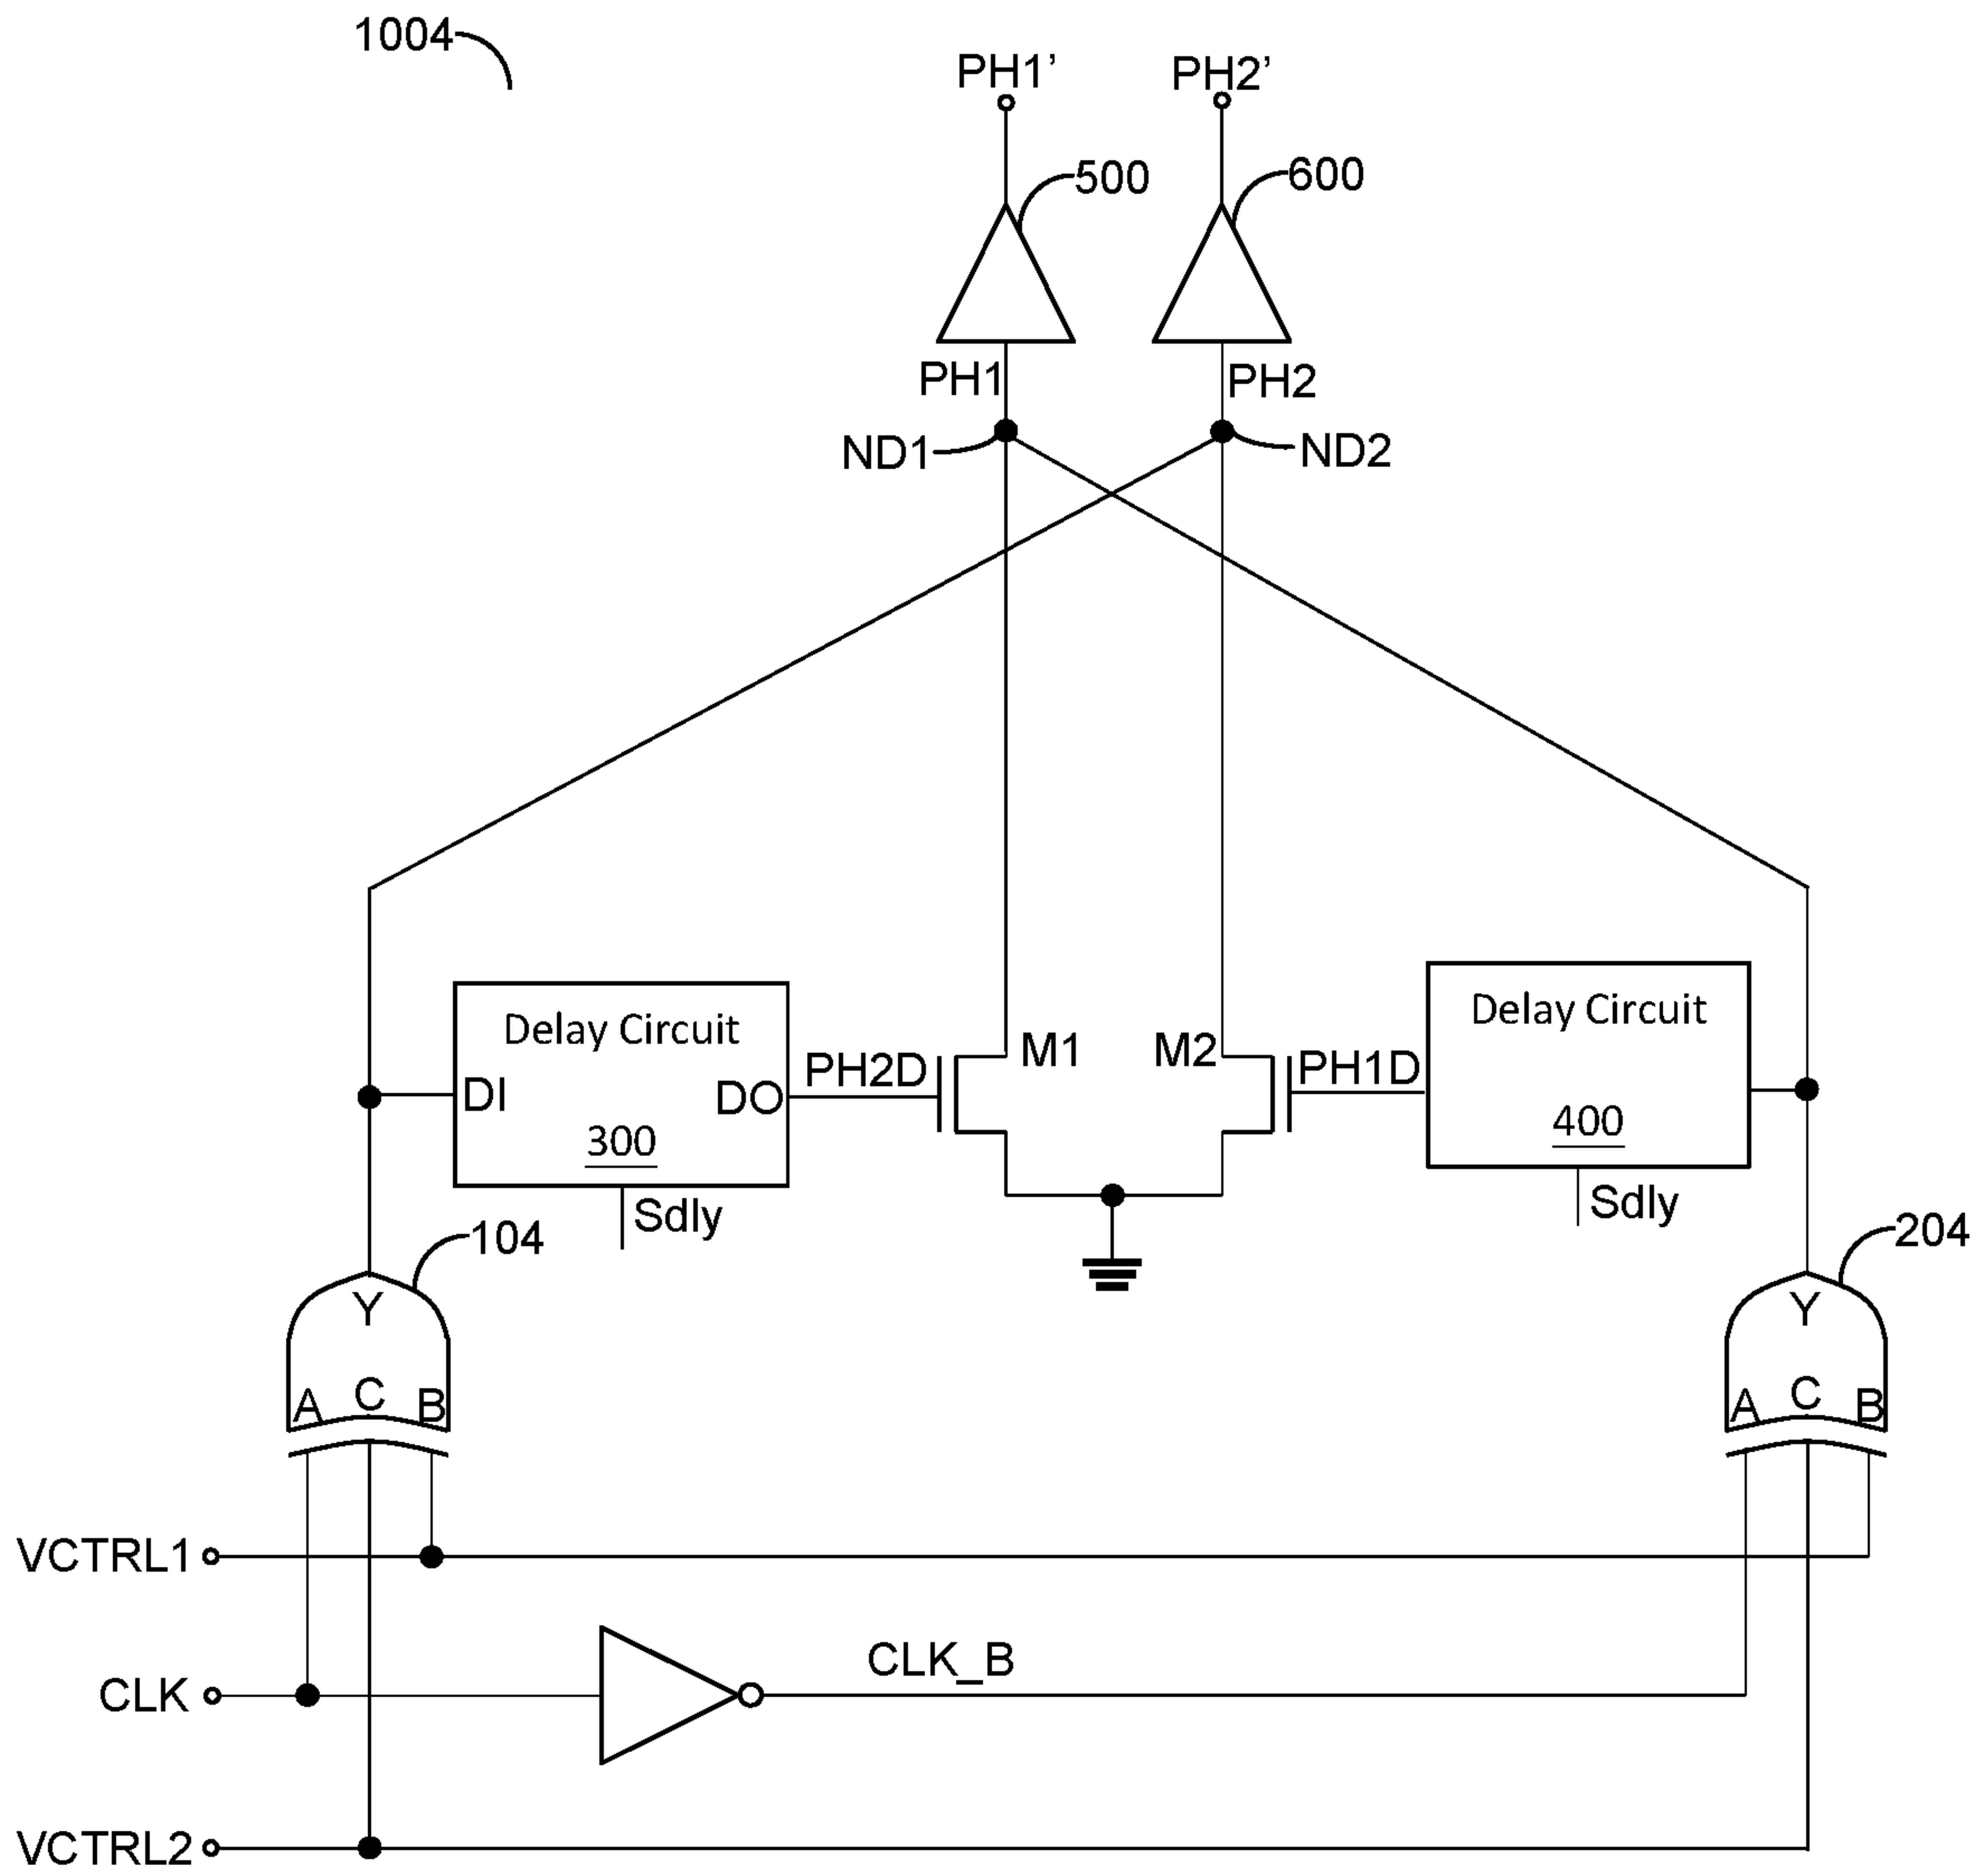 1004
PH1’
PH2’
500
600
PH1
PH2
ND1
ND2
Delay Circuit
DI
DO
300
Sdly
PH2D
M1
M2
PH1D
Delay Circuit
400
Sdly
104
204
Y
A
C
B
Y
A
C
B
VCTRL1
CLK
CLK_B
VCTRL2